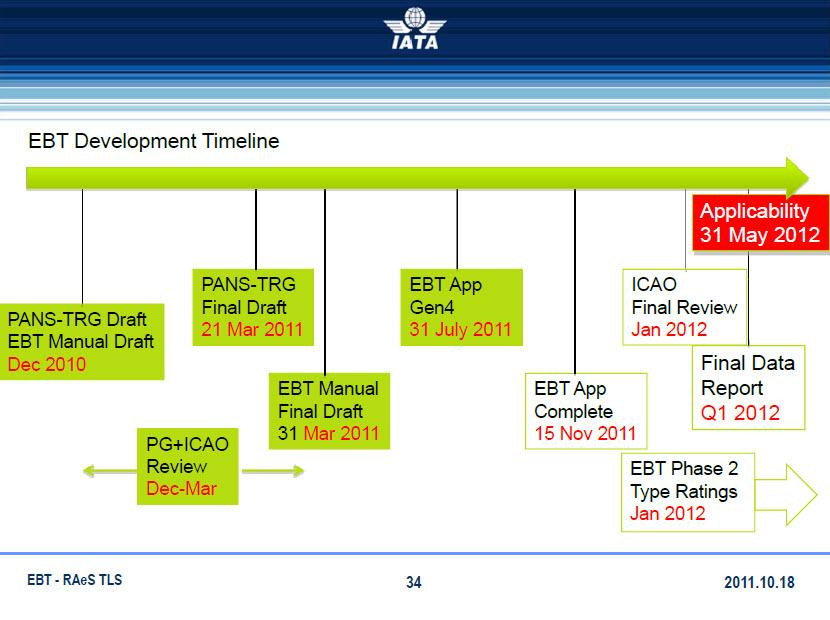 IATA
EBT Development Timeline
Applicability
31 May 2012
PANS-TRG Draft
EBT Manual Draft
Dec 2010
PANS-TRG
Final Draft
21 Mar 2011
EBT App
Gen4
31 July 2011
ICAO
Final Review
Jan 2012
Final Data
Report
Q1 2012
EBT Manual
Final Draft
31 Mar 2011
EBT App
Complete
15 Nov 2011
PG+ICAO
Review
Dec-Mar
EBT Phase 2
Type Ratings
Jan 2012
EBT - RAeS TLS
34
2011.10.18